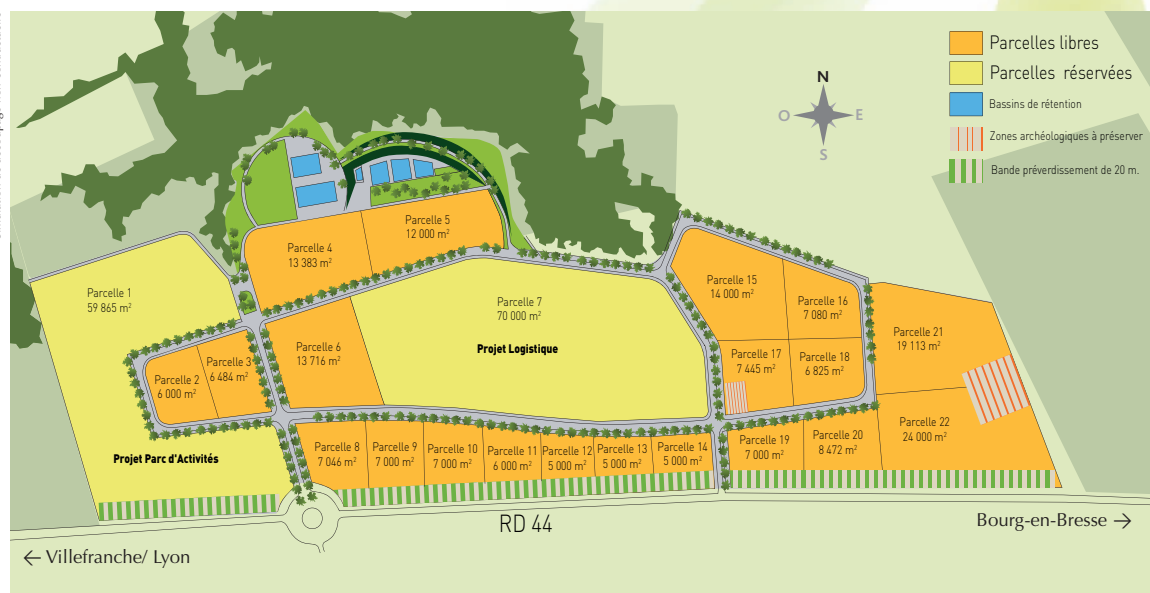 Parcelles libres
Parcelles réservées
Bassins de rétention
Zones archéologiques à préserver
Bande préverdissement de 20 m.
N
O
E
S
Parcelle 1
59 865 m²
Parcelle 2
6 000 m²
Parcelle 3
6 484 m²
Parcelle 4
13 383 m²
Parcelle 5
12 000 m²
Parcelle 6
13 716 m²
Parcelle 7
70 000 m²
Projet Logistique
Projet Parc d'Activités
Parcelle 8
7 046 m²
Parcelle 9
7 000 m²
Parcelle 10
7 000 m²
Parcelle 11
6 000 m²
Parcelle 12
5 000 m²
Parcelle 13
5 000 m²
Parcelle 14
5 000 m²
Parcelle 15
14 000 m²
Parcelle 16
7 080 m²
Parcelle 17
7 445 m²
Parcelle 18
6 825 m²
Parcelle 19
7 000 m²
Parcelle 20
8 472 m²
Parcelle 21
19 113 m²
Parcelle 22
24 000 m²
RD 44
Bourg-en-Bresse →
← Villefranche/ Lyon